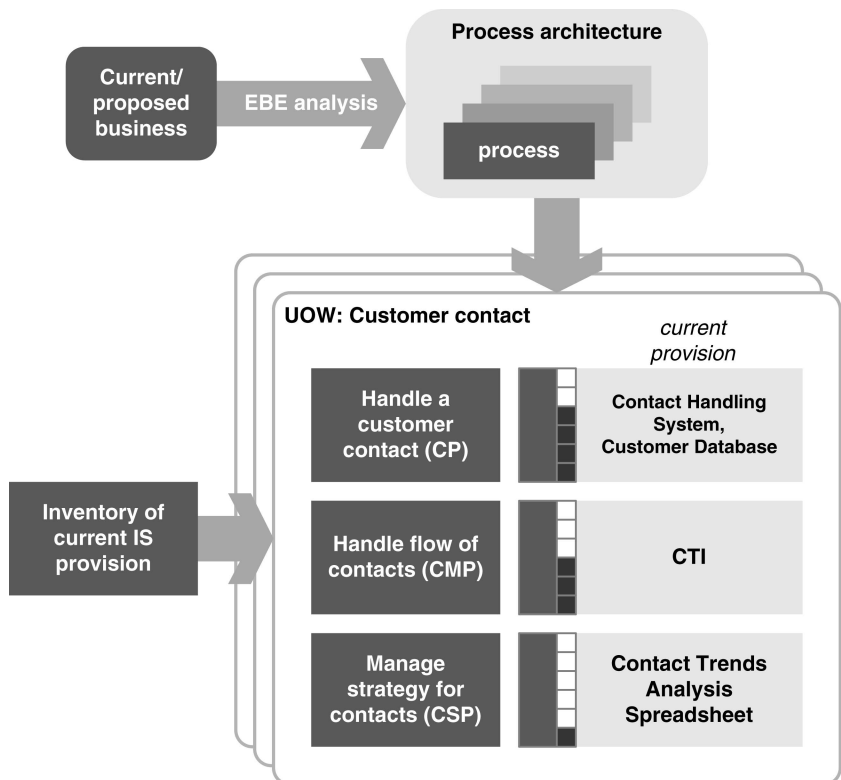 Process architecture
Current/
proposed
business
EBE analysis
process
UOW: Customer contact
current
provision
Handle a
customer
contact (CP)
Contact Handling
System,
Customer Database
Inventory of
current IS
provision
Handle flow of
contacts (CMP)
CTI
Manage
strategy for
contacts (CSP)
Contact Trends
Analysis
Spreadsheet